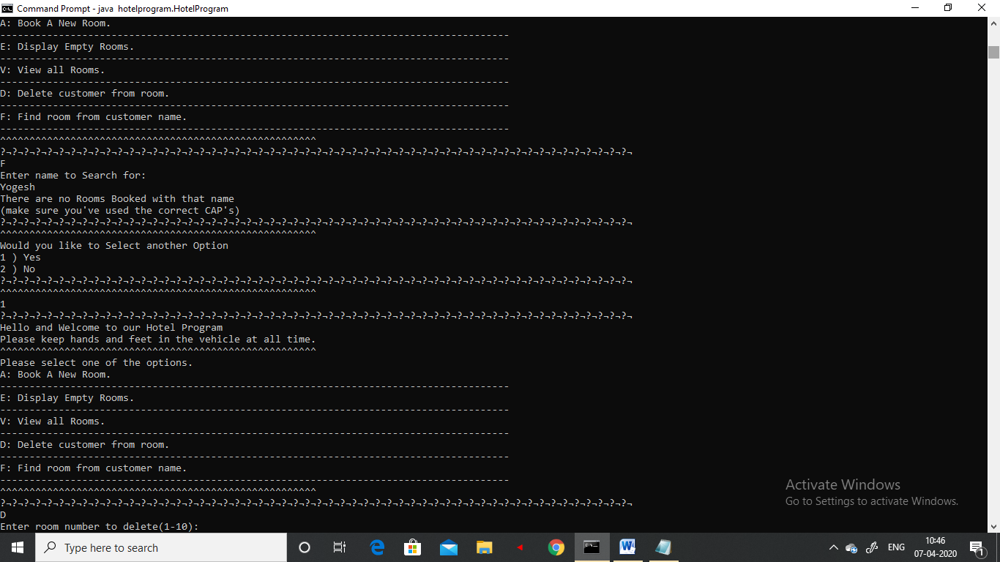 Command Prompt - java hotelprogram.HotelProgram
A: Book A New Room.
---------------------------------------------------------------------------------------
E: Display Empty Rooms.
---------------------------------------------------------------------------------------
V: View all Rooms.
---------------------------------------------------------------------------------------
D: Delete customer from room.
---------------------------------------------------------------------------------------
F: Find room from customer name.
---------------------------------------------------------------------------------------
^^^^^^^^^^^^^^^^^^^^^^^^^^^^^^^^^^^^^^^^^^^^^^^^^^^^^^
?¬?¬?¬?¬?¬?¬?¬?¬?¬?¬?¬?¬?¬?¬?¬?¬?¬?¬?¬?¬?¬?¬?¬?¬?¬?¬?¬?¬?¬?¬?¬?¬?¬?¬?¬?¬?¬?¬?¬?¬?¬?¬?¬?¬?¬?¬?¬?¬?¬?¬?¬?¬?¬?¬
F
Enter name to Search for:
Yogesh
There are no Rooms Booked with that name
(make sure you've used the correct CAP's)
?¬?¬?¬?¬?¬?¬?¬?¬?¬?¬?¬?¬?¬?¬?¬?¬?¬?¬?¬?¬?¬?¬?¬?¬?¬?¬?¬?¬?¬?¬?¬?¬?¬?¬?¬?¬?¬?¬?¬?¬?¬?¬?¬?¬?¬?¬?¬?¬?¬?¬?¬?¬?¬?¬
^^^^^^^^^^^^^^^^^^^^^^^^^^^^^^^^^^^^^^^^^^^^^^^^^^^^^^
Would you like to Select another Option
1 ) Yes
2 ) No
?¬?¬?¬?¬?¬?¬?¬?¬?¬?¬?¬?¬?¬?¬?¬?¬?¬?¬?¬?¬?¬?¬?¬?¬?¬?¬?¬?¬?¬?¬?¬?¬?¬?¬?¬?¬?¬?¬?¬?¬?¬?¬?¬?¬?¬?¬?¬?¬?¬?¬?¬?¬?¬?¬
^^^^^^^^^^^^^^^^^^^^^^^^^^^^^^^^^^^^^^^^^^^^^^^^^^^^^^
1
?¬?¬?¬?¬?¬?¬?¬?¬?¬?¬?¬?¬?¬?¬?¬?¬?¬?¬?¬?¬?¬?¬?¬?¬?¬?¬?¬?¬?¬?¬?¬?¬?¬?¬?¬?¬?¬?¬?¬?¬?¬?¬?¬?¬?¬?¬?¬?¬?¬?¬?¬?¬?¬?¬
Hello and Welcome to our Hotel Program
Please keep hands and feet in the vehicle at all time.
^^^^^^^^^^^^^^^^^^^^^^^^^^^^^^^^^^^^^^^^^^^^^^^^^^^^^^
Please select one of the options.
A: Book A New Room.
---------------------------------------------------------------------------------------
E: Display Empty Rooms.
---------------------------------------------------------------------------------------
V: View all Rooms.
---------------------------------------------------------------------------------------
D: Delete customer from room.
---------------------------------------------------------------------------------------
F: Find room from customer name.
---------------------------------------------------------------------------------------
^^^^^^^^^^^^^^^^^^^^^^^^^^^^^^^^^^^^^^^^^^^^^^^^^^^^^^
?¬?¬?¬?¬?¬?¬?¬?¬?¬?¬?¬?¬?¬?¬?¬?¬?¬?¬?¬?¬?¬?¬?¬?¬?¬?¬?¬?¬?¬?¬?¬?¬?¬?¬?¬?¬?¬?¬?¬?¬?¬?¬?¬?¬?¬?¬?¬?¬?¬?¬?¬?¬?¬?¬
D
Enter room number to delete(1-10):
Activate Windows
Go to Settings to activate Windows.
Type here to search
ENG
10:46
07-04-2020
1